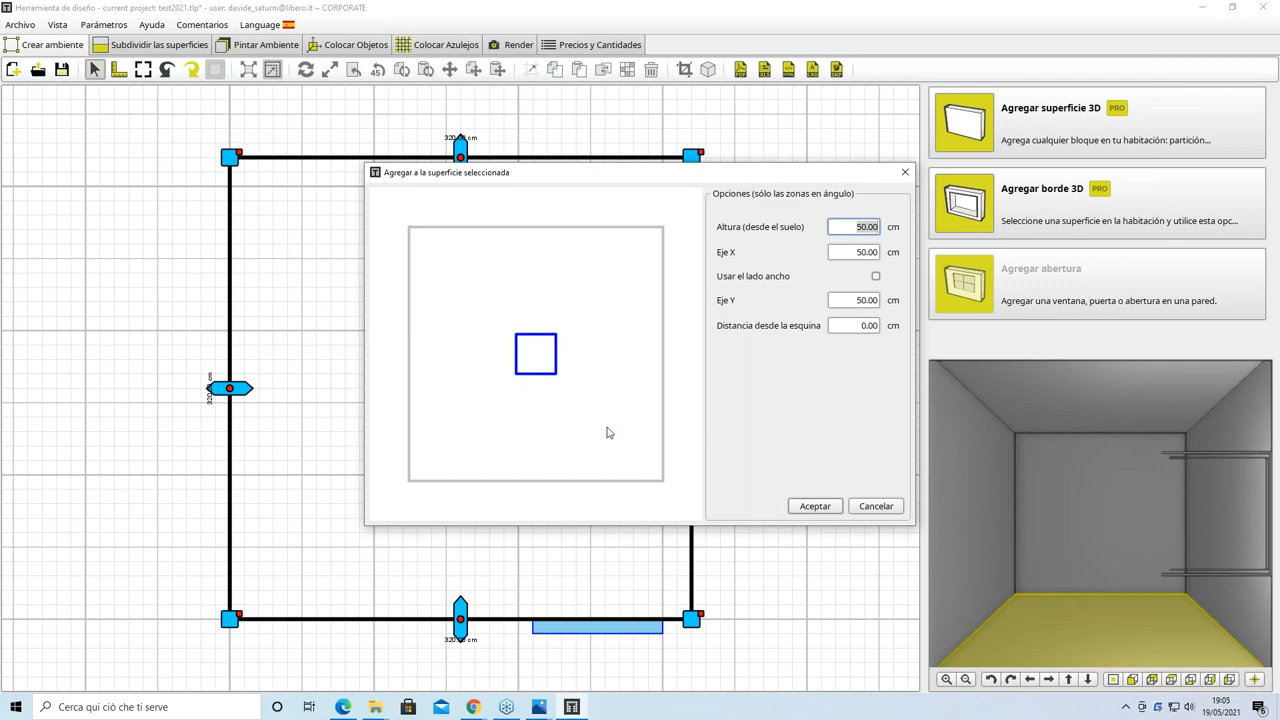 Herramienta de diseño - current project: test2021.tlp* - user: davide_saturni@libero.it ~ CORPORATE
Archivo Vista Parámetros Ayuda Comentarios Language
Crear ambiente Subdividir las superficies Pintar Ambiente Colocar Objetos Colocar Azulejos Render Precios y Cantidades
45
PDF XLS HTML CAD SKP
Agregar superficie 3D PRO
Agrega cualquier bloque en tu habitación: partición...
Agregar borde 3D PRO
Seleccione una superficie en la habitación y utilice esta opc...
Agregar abertura
Agregar una ventana, puerta o abertura en una pared.
Agregar a la superficie seleccionada
Opciones (sólo las zonas en ángulo)
Altura (desde el suelo) 50.00 cm
Eje X 50.00 cm
Usar el lado ancho
Eje Y 50.00 cm
Distancia desde la esquina 0.00 cm
Aceptar Cancelar
Cerca qui ciò che ti serve
19:05
19/05/2021